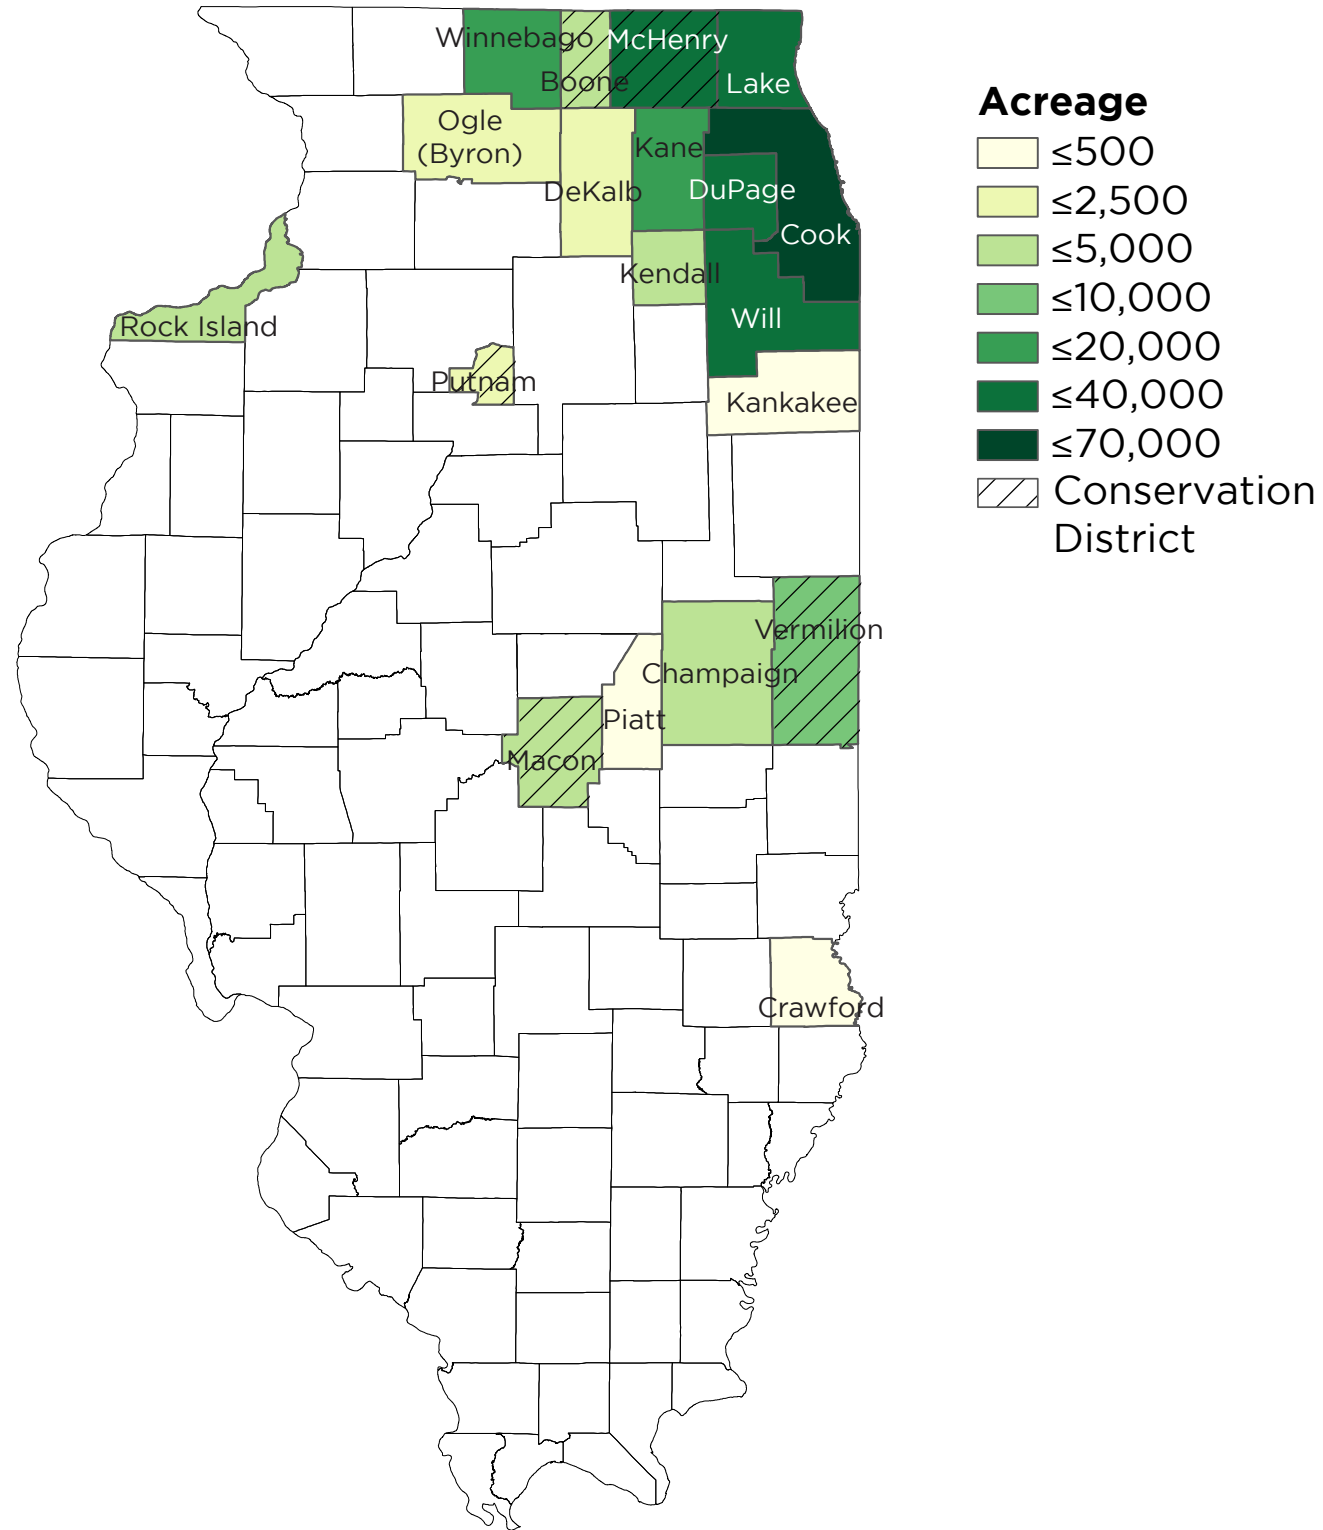 Winnebago
McHenry
Boone
Lake
Ogle
(Byron)
Kane
DeKalb
DuPage
Cook
Kendall
Will
Rock Island
Putnam
Kankakee
Vermilion
Champaign
Piatt
Macon
Crawford
Acreage
≤500
≤2,500
≤5,000
≤10,000
≤20,000
≤40,000
≤70,000
Conservation
District